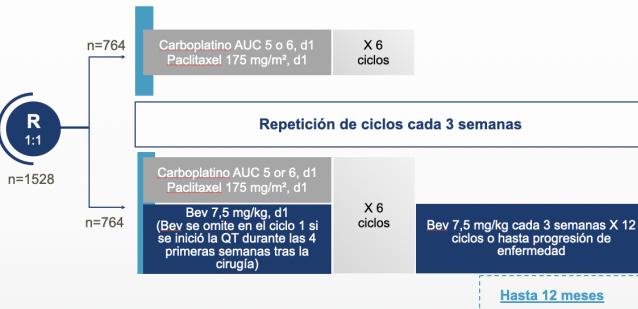 n=764
Carboplatino AUC 5 o 6, d1
Paclitaxel 175 mg/m², d1
X 6
ciclos
R
1:1
n=1528
Repetición de ciclos cada 3 semanas
Carboplatino AUC 5 or 6, d1
Paclitaxel 175 mg/m², d1
n=764
Bev 7,5 mg/kg, d1
(Bev se omite en el ciclo 1 si
se inició la QT durante las 4
primeras semanas tras la
cirugía)
X 6
ciclos
Bev 7,5 mg/kg cada 3 semanas X 12
ciclos o hasta progresión de
enfermedad
Hasta 12 meses